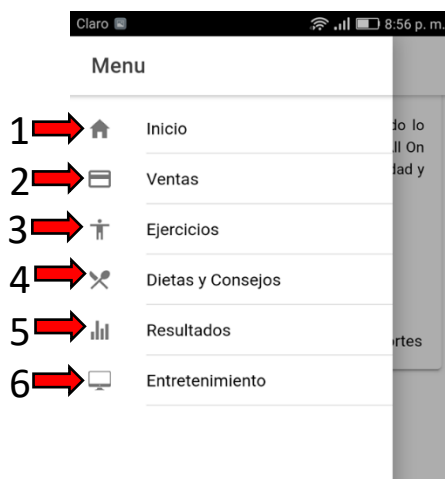 Claro 8:56 p. m.
Menu
1 Inicio
do lo
ll On
2 Ventas
dad y
3 Ejercicios
4 Dietas y Consejos
5 Resultados
rtes
6 Entretenimiento